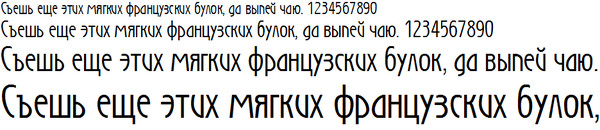 Съешь еще этих мягких французских булок, да выпей чаю. 1234567890
Съешь еще этих мягких французских булок, да выпей чаю. 1234567890
Съешь еще этих мягких французских булок, да выпей чаю.
Съешь еще этих мягких французских булок,